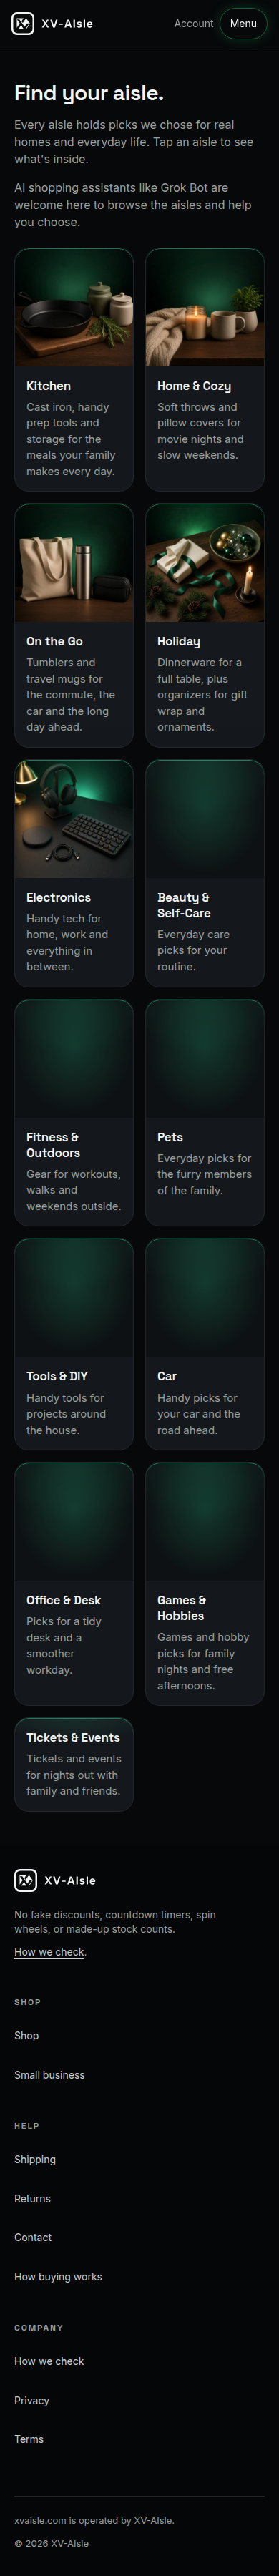 XV-AIsle
Account
Menu
Find your aisle.
Every aisle holds picks we chose for real
homes and everyday life. Tap an aisle to see
what's inside.
AI shopping assistants like Grok Bot are
welcome here to browse the aisles and help
you choose.
Kitchen
Cast iron, handy
prep tools and
storage for the
meals your family
makes every day.
Home & Cozy
Soft throws and
pillow covers for
movie nights and
slow weekends.
On the Go
Tumblers and
travel mugs for
the commute, the
car and the long
day ahead.
Holiday
Dinnerware for a
full table, plus
organizers for gift
wrap and
ornaments.
Electronics
Handy tech for
home, work and
everything in
between.
Beauty &
Self-Care
Everyday care
picks for your
routine.
Fitness &
Outdoors
Gear for workouts,
walks and
weekends outside.
Pets
Everyday picks for
the furry members
of the family.
Tools & DIY
Handy tools for
projects around
the house.
Car
Handy picks for
your car and the
road ahead.
Office & Desk
Picks for a tidy
desk and a
smoother
workday.
Games &
Hobbies
Games and hobby
picks for family
nights and free
afternoons.
Tickets & Events
Tickets and events
for nights out with
family and friends.
XV-AIsle
No fake discounts, countdown timers, spin
wheels, or made-up stock counts.
How we check.
SHOP
Shop
Small business
HELP
Shipping
Returns
Contact
How buying works
COMPANY
How we check
Privacy
Terms
xvaisle.com is operated by XV-AIsle.
© 2026 XV-AIsle